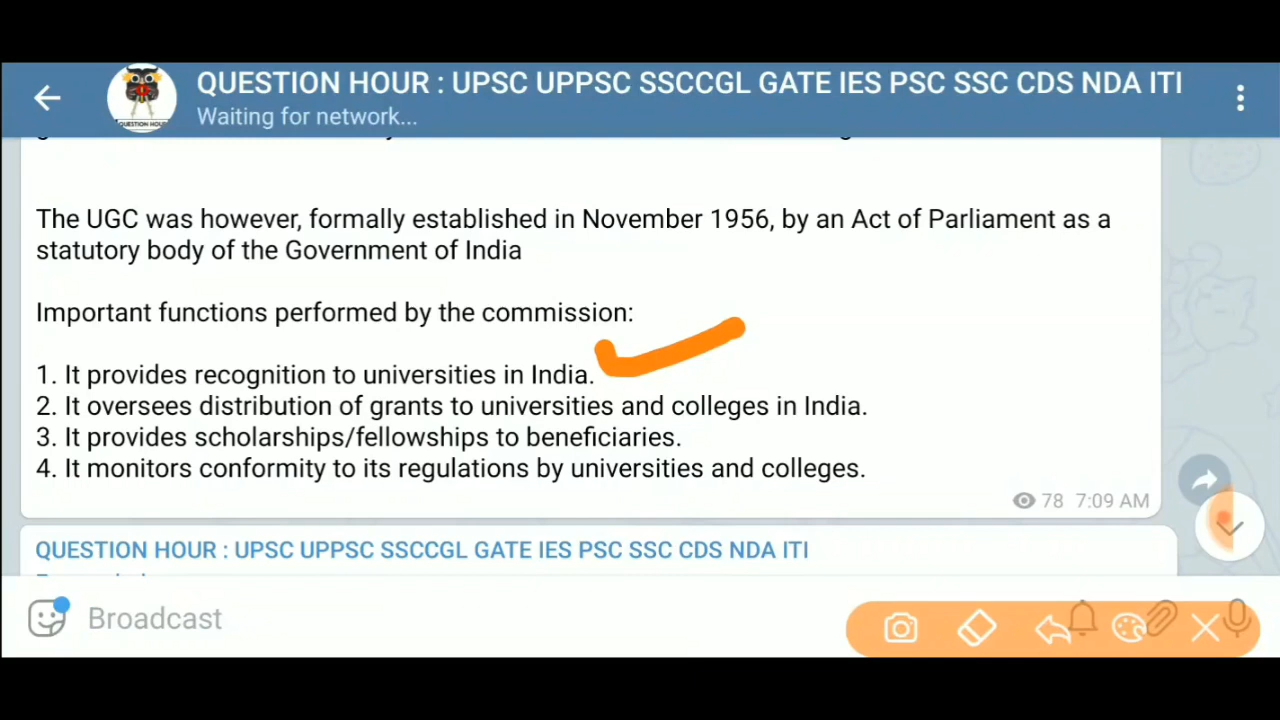 QUESTION HOUR : UPSC UPPSC SSCCGL GATE IES PSC SSC CDS NDA ITI
Waiting for network...
The UGC was however, formally established in November 1956, by an Act of Parliament as a
statutory body of the Government of India
Important functions performed by the commission:
1. It provides recognition to universities in India.
2. It oversees distribution of grants to universities and colleges in India.
3. It provides scholarships/fellowships to beneficiaries.
4. It monitors conformity to its regulations by universities and colleges.
78 7:09 AM
QUESTION HOUR : UPSC UPPSC SSCCGL GATE IES PSC SSC CDS NDA ITI
Broadcast